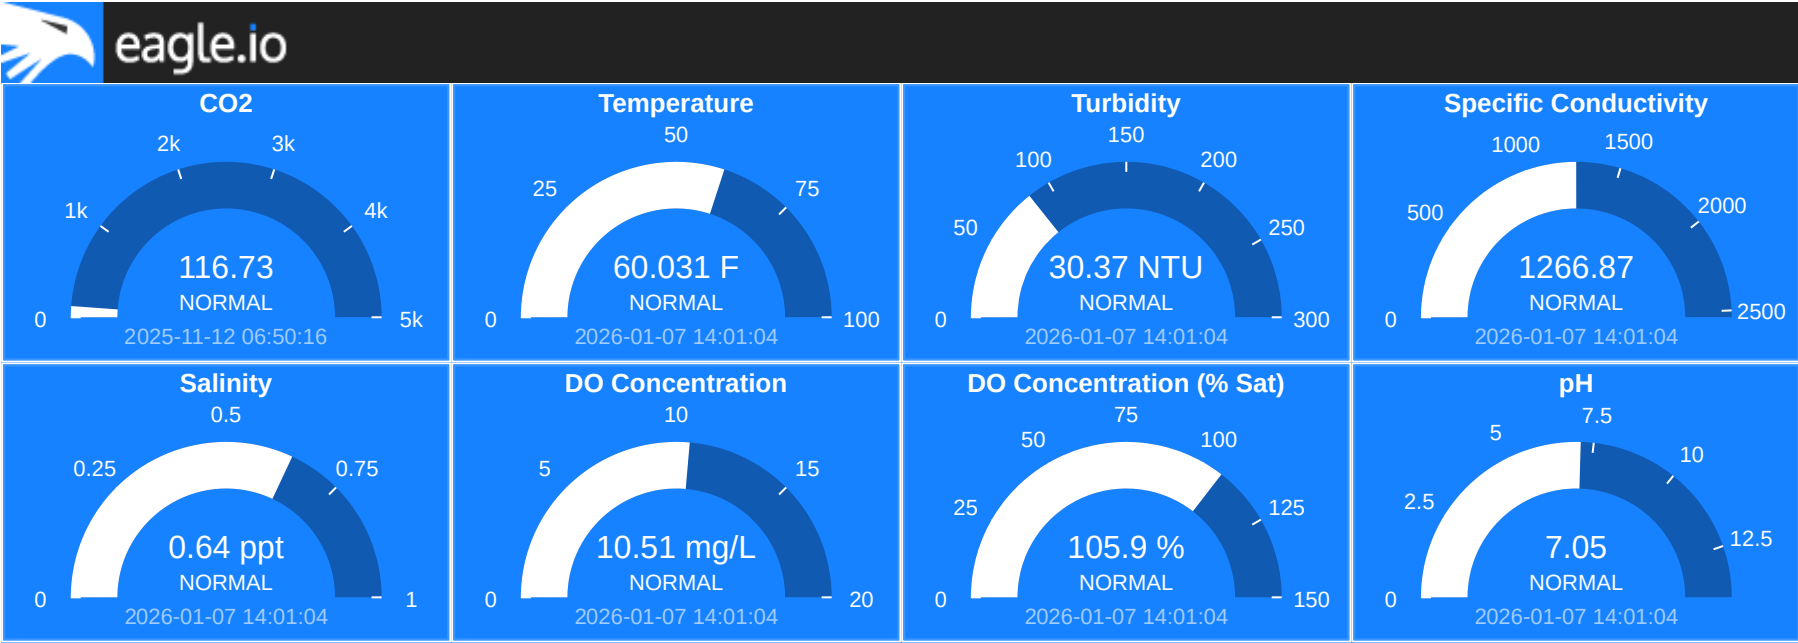 eagle.io
CO2
2k 3k
1k 4k
116.73
NORMAL
0 5k
2025-11-12 06:50:16
Temperature
50
25 75
60.031 F
NORMAL
0 100
2026-01-07 14:01:04
Turbidity
150
100 200
50 250
30.37 NTU
NORMAL
0 300
2026-01-07 14:01:04
Specific Conductivity
1000 1500
500 2000
1266.87
NORMAL
0 2500
2026-01-07 14:01:04
Salinity
0.5
0.25 0.75
0.64 ppt
NORMAL
0 1
2026-01-07 14:01:04
DO Concentration
10
5 15
10.51 mg/L
NORMAL
0 20
2026-01-07 14:01:04
DO Concentration (% Sat)
75
50 100
25 125
105.9 %
NORMAL
0 150
2026-01-07 14:01:04
pH
7.5
5 10
2.5 12.5
7.05
NORMAL
0
2026-01-07 14:01:04